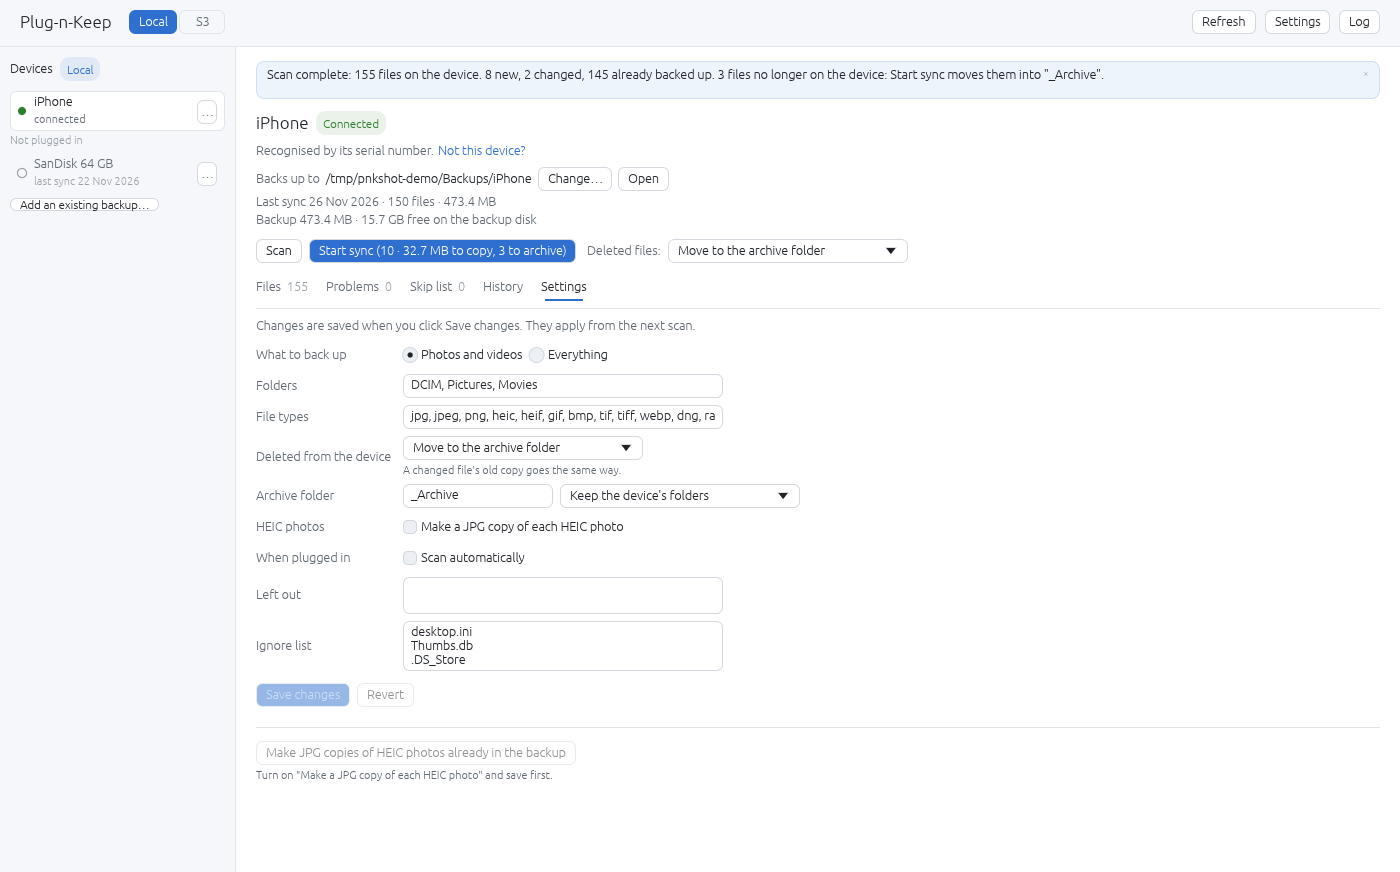 Plug-n-Keep Local S3 Refresh Settings Log
Devices Local
iPhone
connected
...
Not plugged in
SanDisk 64 GB
last sync 22 Nov 2026
...
Add an existing backup...
Scan complete: 155 files on the device. 8 new, 2 changed, 145 already backed up. 3 files no longer on the device: Start sync moves them into "_Archive". ×
iPhone Connected
Recognised by its serial number. Not this device?
Backs up to /tmp/pnkshot-demo/Backups/iPhone Change... Open
Last sync 26 Nov 2026 · 150 files · 473.4 MB
Backup 473.4 MB · 15.7 GB free on the backup disk
Scan Start sync (10 · 32.7 MB to copy, 3 to archive) Deleted files: Move to the archive folder
Files 155 Problems 0 Skip list 0 History Settings
Changes are saved when you click Save changes. They apply from the next scan.
What to back up Photos and videos Everything
Folders DCIM, Pictures, Movies
File types jpg, jpeg, png, heic, heif, gif, bmp, tif, tiff, webp, dng, ra
Deleted from the device Move to the archive folder
A changed file's old copy goes the same way.
Archive folder _Archive Keep the device's folders
HEIC photos Make a JPG copy of each HEIC photo
When plugged in Scan automatically
Left out
Ignore list
desktop.ini
Thumbs.db
.DS_Store
Save changes Revert
Make JPG copies of HEIC photos already in the backup
Turn on "Make a JPG copy of each HEIC photo" and save first.